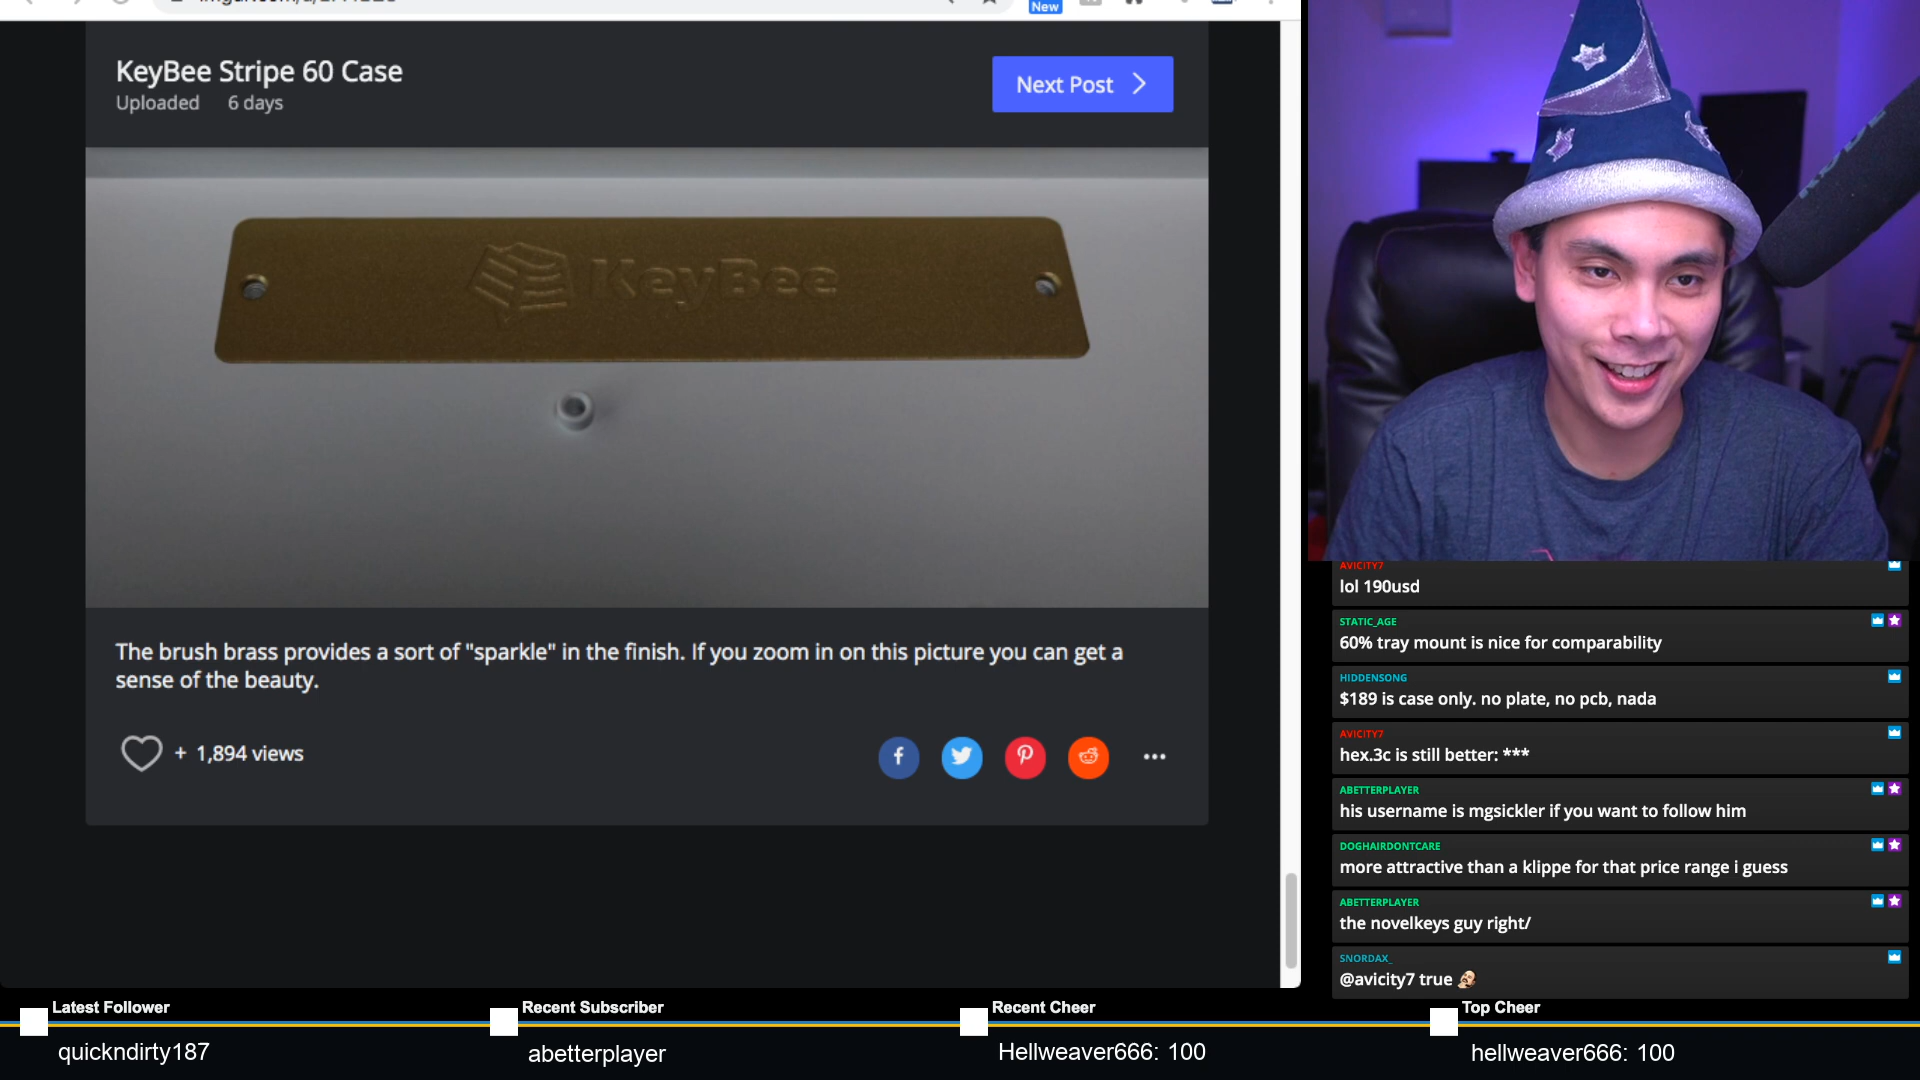 New
KeyBee Stripe 60 Case
Uploaded 6 days
Next Post
KeyBee
The brush brass provides a sort of "sparkle" in the finish. If you zoom in on this picture you can get a
sense of the beauty.
+ 1,894 views
AVICITY7
lol 190usd
STATIC_AGE
60% tray mount is nice for comparability
HIDDENSONG
$189 is case only. no plate, no pcb, nada
AVICITY7
hex.3c is still better: ***
ABETTERPLAYER
his username is mgsickler if you want to follow him
DOGHAIRDONTCARE
more attractive than a klippe for that price range i guess
ABETTERPLAYER
the novelkeys guy right/
SNORDAX_
@avicity7 true
Latest Follower
quickndirty187
Recent Subscriber
abetterplayer
Recent Cheer
Hellweaver666: 100
Top Cheer
hellweaver666: 100